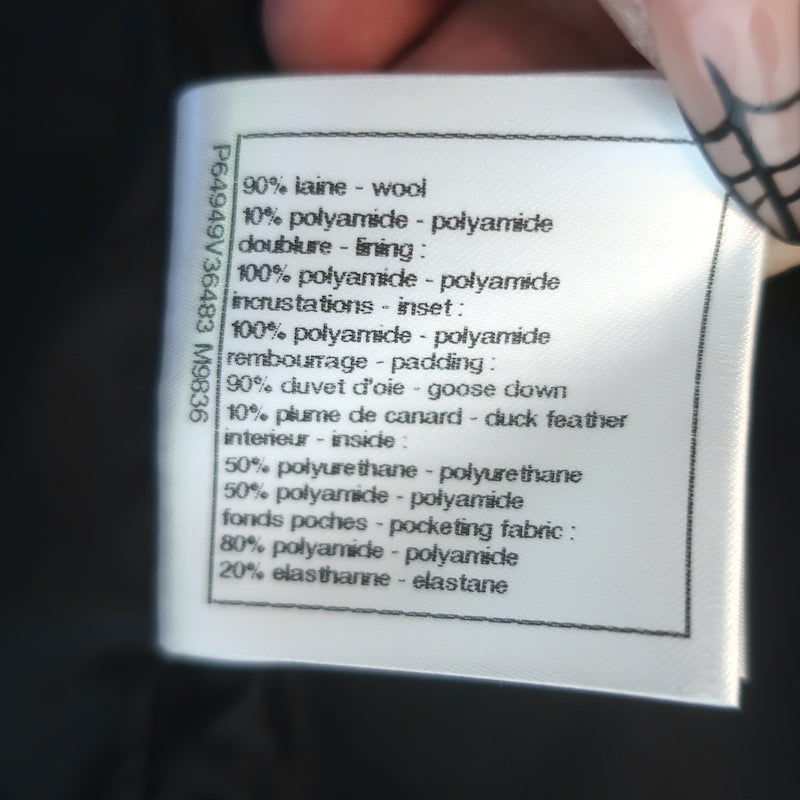 P64949V36483 M9836
90% laine - wool
10% polyamide - polyamide
doublure - lining :
100% polyamide - polyamide
incrustations - inset :
100% polyamide - polyamide
rembourrage - padding :
90% duvet d'oie - goose down
10% plume de canard - duck feather
interieur - inside :
50% polyurethane - polyurethane
50% polyamide - polyamide
fonds poches - pocketing fabric :
80% polyamide - polyamide
20% elasthanne - elastane